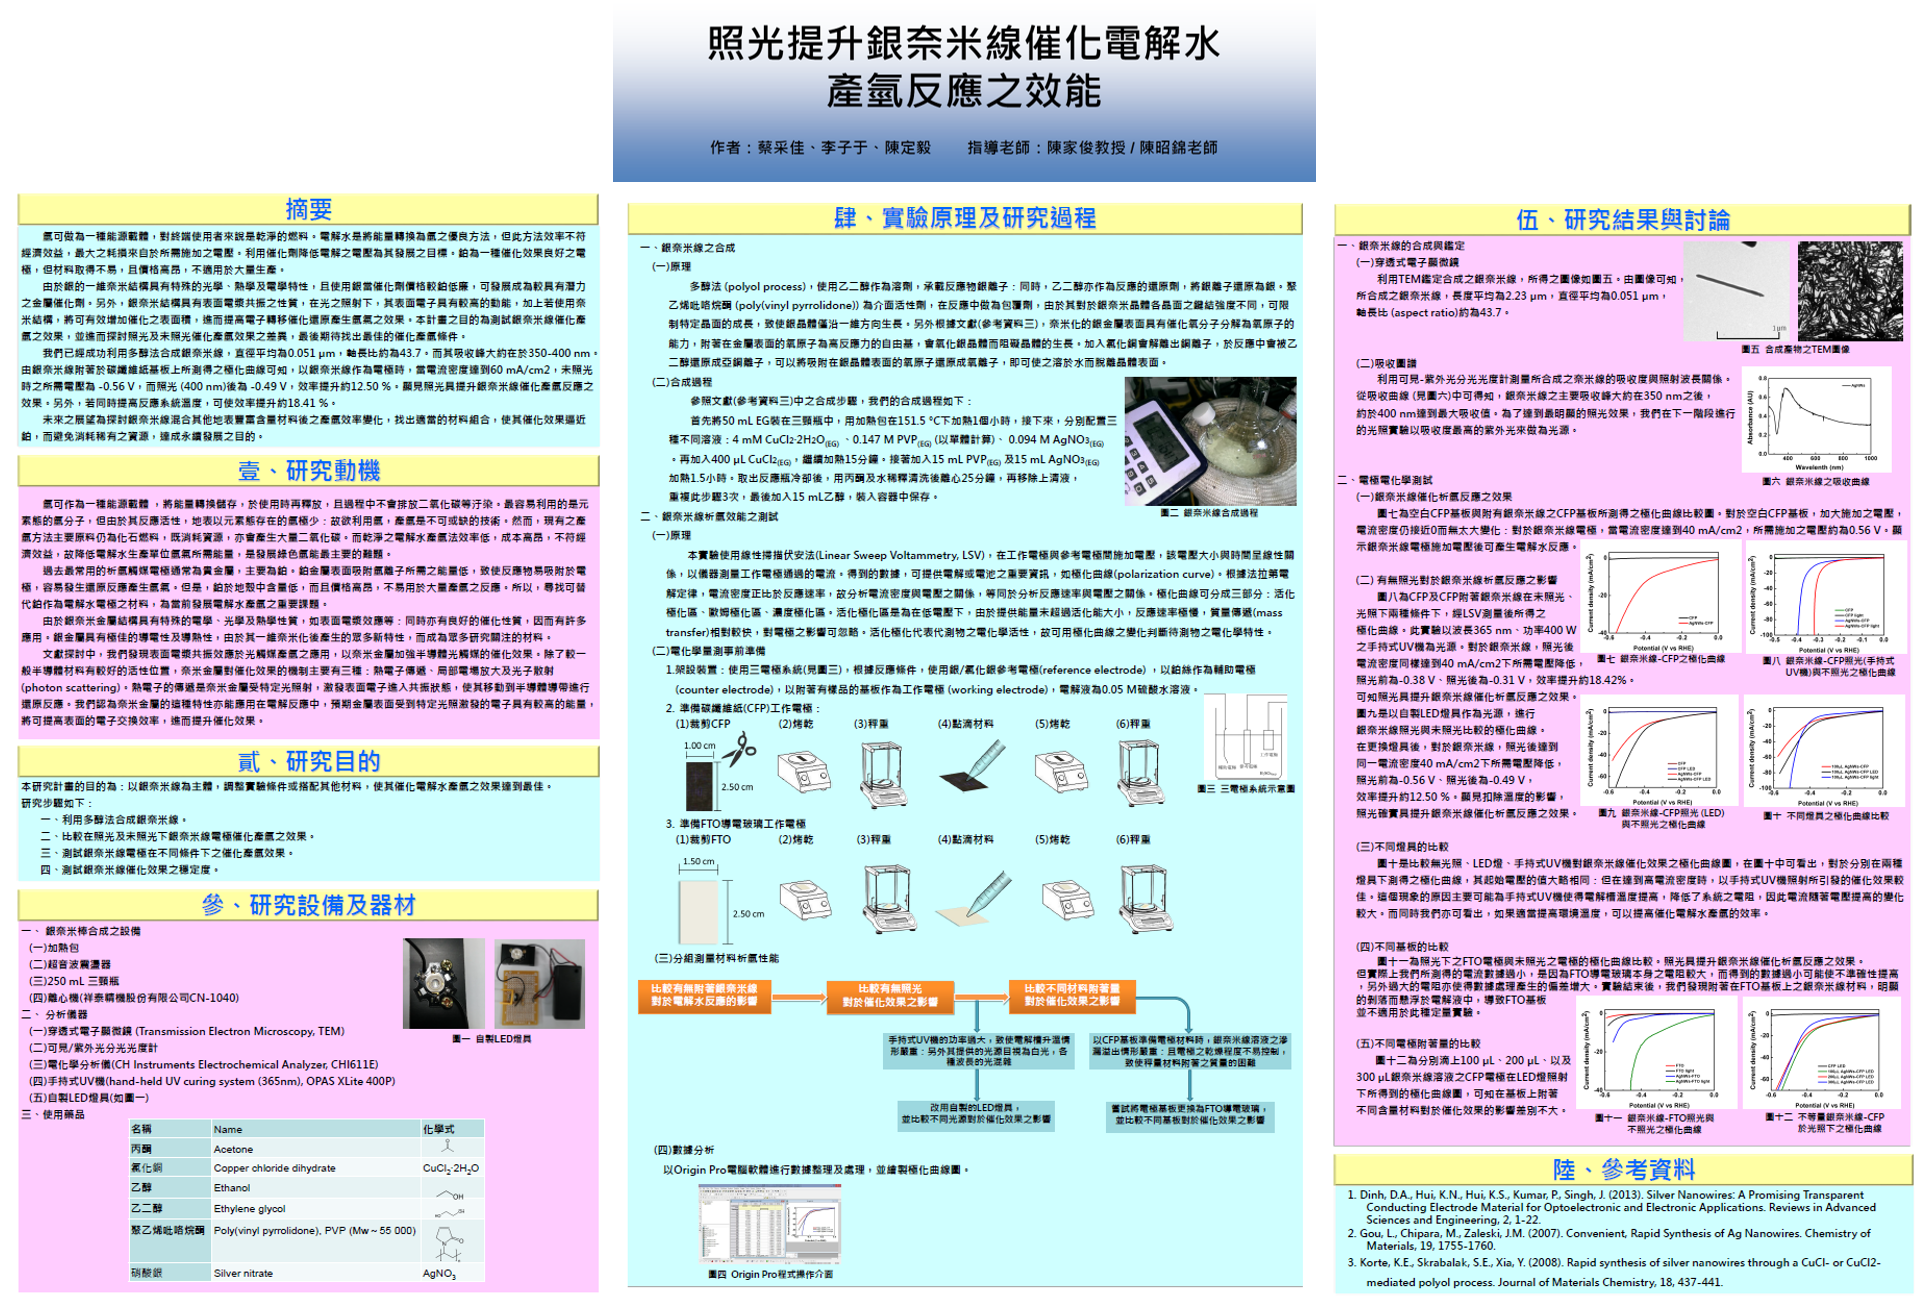 照光提升銀奈米線催化電解水
產氫反應之效能
作者：蔡采佳、李子于、陳定毅　　指導老師：陳家俊教授 / 陳昭錦老師
摘要
氫可做為一種能源載體，對終端使用者來說是乾淨的燃料。電解水是將能量轉換為氫之優良方法，但此方法效率不符
經濟效益，最大之耗損來自於所需施加之電壓。利用催化劑降低電解之電壓為其發展之目標。鉑為一種催化效果良好之電
極，但材料取得不易，且價格高昂，不適用於大量生產。
由於銀的一維奈米結構具有特殊的光學、熱學及電學特性，且使用銀當催化劑價格較鉑低廉，可發展成為較具有潛力
之金屬催化劑。另外，銀奈米結構具有表面電漿共振之性質，在光之照射下，其表面電子具有較高的動能，加上若使用奈
米結構，將可有效增加催化之表面積，進而提高電子轉移催化還原產生氫氣之效果。本計畫之目的為測試銀奈米線催化產
氫之效果，並進而探討照光及未照光催化產氫效果之差異，最後期待找出最佳的催化產氫條件。
我們已經成功利用多醇法合成銀奈米線，直徑平均為0.051 μm，軸長比約為43.7。而其吸收峰大約在於350-400 nm。
由銀奈米線附著於碳纖維紙基板上所測得之極化曲線可知，以銀奈米線作為電極時，當電流密度達到60 mA/cm2，未照光
時之所需電壓為 -0.56 V，而照光 (400 nm)後為 -0.49 V，效率提升約12.50 %。顯見照光具提升銀奈米線催化產氫反應之
效果。另外，若同時提高反應系統溫度，可使效率提升約18.41 %。
未來之展望為探討銀奈米線混合其他地表豐富含量材料後之產氫效率變化，找出適當的材料組合，使其催化效果逼近
鉑，而避免消耗稀有之資源，達成永續發展之目的。
壹、研究動機
氫可作為一種能源載體，將能量轉換儲存，於使用時再釋放，且過程中不會排放二氧化碳等汙染。最容易利用的是元
素態的氫分子，但由於其反應活性，地表以元素態存在的氫極少；故欲利用氫，產氫是不可或缺的技術。然而，現有之產
氫方法主要原料仍為化石燃料，既消耗資源，亦會產生大量二氧化碳。而乾淨之電解水產氫法效率低，成本高昂，不符經
濟效益，故降低電解水生產單位氫氣所需能量，是發展綠色氫能最主要的難題。
過去最常用的析氫觸媒電極通常為貴金屬，主要為鉑。鉑金屬表面吸附氫離子所需之能量低，致使反應物易吸附於電
極，容易發生還原反應產生氫氣。但是，鉑於地殼中含量低，而且價格高昂，不易用於大量產氫之反應。所以，尋找可替
代鉑作為電解水電極之材料，為當前發展電解水產氫之重要課題。
由於銀奈米金屬結構具有特殊的電學、光學及熱學性質，如表面電漿效應等；同時亦有良好的催化性質，因而有許多
應用。銀金屬具有極佳的導電性及導熱性，由於其一維奈米化後產生的眾多新特性，而成為眾多研究關注的材料。
文獻探討中，我們發現表面電漿共振效應於光觸媒產氫之應用，以奈米金屬加強半導體光觸媒的催化效果。除了較一
般半導體材料有較好的活性位置，奈米金屬對催化效果的機制主要有三種：熱電子傳遞、局部電場放大及光子散射
(photon scattering)。熱電子的傳遞是奈米金屬受特定光照射，激發表面電子進入共振狀態，使其移動到半導體導帶進行
還原反應。我們認為奈米金屬的這種特性亦能應用在電解反應中，預期金屬表面受到特定光照激發的電子具有較高的能量，
將可提高表面的電子交換效率，進而提升催化效果。
貳、研究目的
本研究計畫的目的為：以銀奈米線為主體，調整實驗條件或搭配其他材料，使其催化電解水產氫之效果達到最佳。
研究步驟如下：
一、利用多醇法合成銀奈米線。
二、比較在照光及未照光下銀奈米線電極催化產氫之效果。
三、測試銀奈米線電極在不同條件下之催化產氫效果。
四、測試銀奈米線催化效果之穩定度。
參、研究設備及器材
一、 銀奈米棒合成之設備
(一)加熱包
(二)超音波震盪器
(三)250 mL 三頸瓶
(四)離心機(祥泰精機股份有限公司CN-1040)
二、 分析儀器
(一)穿透式電子顯微鏡 (Transmission Electron Microscopy, TEM)
(二)可見/紫外光分光光度計
(三)電化學分析儀(CH Instruments Electrochemical Analyzer, CHI611E)
(四)手持式UV機(hand-held UV curing system (365nm), OPAS XLite 400P)
(五)自製LED燈具(如圖一)
三、使用藥品
圖一 自製LED燈具
名稱 Name 化學式
丙酮 Acetone
氯化銅 Copper chloride dihydrate CuCl2·2H2O
乙醇 Ethanol
乙二醇 Ethylene glycol
聚乙烯吡咯烷酮 Poly(vinyl pyrrolidone), PVP (Mw ~ 55 000)
硝酸銀 Silver nitrate AgNO3
肆、實驗原理及研究過程
一、銀奈米線之合成
(一)原理
多醇法 (polyol process)，使用乙二醇作為溶劑，承載反應物銀離子；同時，乙二醇亦作為反應的還原劑，將銀離子還原為銀。聚
乙烯吡咯烷酮 (poly(vinyl pyrrolidone)) 為介面活性劑，在反應中做為包覆劑，由於其對於銀奈米晶體各晶面之鍵結強度不同，可限
制特定晶面的成長，致使銀晶體僅沿一維方向生長。另外根據文獻(參考資料三)，奈米化的銀金屬表面具有催化氧分子分解為氧原子的
能力，附著在金屬表面的氧原子為高反應力的自由基，會氧化銀晶體而阻礙晶體的生長。加入氯化銅會解離出銅離子，於反應中會被乙
二醇還原成亞銅離子，可以將吸附在銀晶體表面的氧原子還原成氧離子，即可使之溶於水而脫離晶體表面。
(二)合成過程
參照文獻(參考資料三)中之合成步驟，我們的合成過程如下：
首先將50 mL EG裝在三頸瓶中，用加熱包在151.5 °C下加熱1個小時，接下來，分別配置三
種不同溶液：4 mM CuCl2·2H2O(EG) 、0.147 M PVP(EG) (以單體計算)、 0.094 M AgNO3(EG)
。再加入400 μL CuCl2(EG)，繼續加熱15分鐘。接著加入15 mL PVP(EG) 及15 mL AgNO3(EG)
加熱1.5小時。取出反應瓶冷卻後，用丙酮及水稀釋清洗後離心25分鐘，再移除上清液，
重複此步驟3次，最後加入15 mL乙醇，裝入容器中保存。
圖二 銀奈米線合成過程
二、銀奈米線析氫效能之測試
(一)原理
本實驗使用線性掃描伏安法(Linear Sweep Voltammetry, LSV)，在工作電極與參考電極間施加電壓，該電壓大小與時間呈線性關
係，以儀器測量工作電極通過的電流。得到的數據，可提供電解或電池之重要資訊，如極化曲線(polarization curve)。根據法拉第電
解定律，電流密度正比於反應速率，故分析電流密度與電壓之關係，等同於分析反應速率與電壓之關係。極化曲線可分成三部分：活化
極化區、歐姆極化區、濃度極化區。活化極化區是為在低電壓下，由於提供能量未超過活化能大小，反應速率極慢，質量傳遞(mass
transfer)相對較快，對電極之影響可忽略。活化極化代表代測物之電化學活性，故可用極化曲線之變化判斷待測物之電化學特性。
(二)電化學量測事前準備
1.架設裝置：使用三電極系統(見圖三)，根據反應條件，使用銀/氯化銀參考電極(reference electrode) ，以鉑絲作為輔助電極
(counter electrode)，以附著有樣品的基板作為工作電極 (working electrode)，電解液為0.05 M硫酸水溶液。
2. 準備碳纖維紙(CFP)工作電極：
(1)裁剪CFP (2)烤乾 (3)秤重 (4)點滴材料 (5)烤乾 (6)秤重
1.00 cm
2.50 cm
圖三 三電極系統示意圖
3. 準備FTO導電玻璃工作電極
(1)裁剪FTO (2)烤乾 (3)秤重 (4)點滴材料 (5)烤乾 (6)秤重
1.50 cm
2.50 cm
(三)分組測量材料析氫性能
比較有無附著銀奈米線
對於電解水反應的影響
比較有無照光
對於催化效果之影響
比較不同材料附著量
對於催化效果之影響
手持式UV機的功率過大，致使電解槽升溫情
形嚴重；另外其提供的光源目視為白光，各
種波長的光混雜
以CFP基板準備電極材料時，銀奈米線溶液之滲
漏溢出情形嚴重；且電極之乾燥程度不易控制，
致使秤量材料附著之質量的困難
改用自製的LED燈具，
並比較不同光源對於催化效果之影響
嘗試將電極基板更換為FTO導電玻璃，
並比較不同基板對於催化效果之影響
(四)數據分析
以Origin Pro電腦軟體進行數據整理及處理，並繪製極化曲線圖。
圖四 Origin Pro程式操作介面
伍、研究結果與討論
一、銀奈米線的合成與鑑定
(一)穿透式電子顯微鏡
利用TEM鑑定合成之銀奈米線，所得之圖像如圖五。由圖像可知，
所合成之銀奈米線，長度平均為2.23 μm，直徑平均為0.051 μm，
軸長比 (aspect ratio)約為43.7。
1μm
圖五 合成產物之TEM圖像
(二)吸收圖譜
利用可見-紫外光分光光度計測量所合成之奈米線的吸收度與照射波長關係。
從吸收曲線 (見圖六)中可得知，銀奈米線之主要吸收峰大約在350 nm之後，
約於400 nm達到最大吸收值。為了達到最明顯的照光效果，我們在下一階段進行
的光照實驗以吸收度最高的紫外光來做為光源。
Absorbance (AU)
Wavelenth (nm)
圖六 銀奈米線之吸收曲線
二、電極電化學測試
(一)銀奈米線催化析氫反應之效果
圖七為空白CFP基板與附有銀奈米線之CFP基板所測得之極化曲線比較圖。對於空白CFP基板，加大施加之電壓，
電流密度仍接近0而無太大變化；對於銀奈米線電極，當電流密度達到40 mA/cm2，所需施加之電壓約為0.56 V。顯
示銀奈米線電極施加電壓後可產生電解水反應。
(二) 有無照光對於銀奈米線析氫反應之影響
圖八為CFP及CFP附著銀奈米線在未照光、
光照下兩種條件下，經LSV測量後所得之
極化曲線。此實驗以波長365 nm、功率400 W
之手持式UV機為光源。對於銀奈米線，照光後
電流密度同樣達到40 mA/cm2下所需電壓降低，
照光前為-0.38 V、照光後為-0.31 V，效率提升約18.42%。
可知照光具提升銀奈米線催化析氫反應之效果。
圖九是以自製LED燈具作為光源，進行
銀奈米線照光與未照光比較的極化曲線。
在更換燈具後，對於銀奈米線，照光後達到
同一電流密度40 mA/cm2下所需電壓降低，
照光前為-0.56 V、照光後為-0.49 V，
效率提升約12.50 %。顯見扣除溫度的影響，
照光確實具提升銀奈米線催化析氫反應之效果。
圖七 銀奈米線-CFP之極化曲線
圖八 銀奈米線-CFP照光(手持式
UV機)與不照光之極化曲線
圖九 銀奈米線-CFP照光 (LED)
與不照光之極化曲線
圖十 不同燈具之極化曲線比較
(三)不同燈具的比較
圖十是比較無光照、LED燈、手持式UV機對銀奈米線催化效果之極化曲線圖，在圖十中可看出，對於分別在兩種
燈具下測得之極化曲線，其起始電壓的值大略相同；但在達到高電流密度時，以手持式UV機照射所引發的催化效果較
佳。這個現象的原因主要可能為手持式UV機使得電解槽溫度提高，降低了系統之電阻，因此電流隨著電壓提高的變化
較大。而同時我們亦可看出，如果適當提高環境溫度，可以提高催化電解水產氫的效率。
(四)不同基板的比較
圖十一為照光下之FTO電極與未照光之電極的極化曲線比較。照光具提升銀奈米線催化析氫反應之效果。
但實際上我們所測得的電流數據過小，是因為FTO導電玻璃本身之電阻較大，而得到的數據過小可能使不準確性提高
，另外過大的電阻亦使得數據處理產生的偏差增大。實驗結束後，我們發現附著在FTO基板上之銀奈米線材料，明顯
的剝落而懸浮於電解液中，導致FTO基板
並不適用於此種定量實驗。
(五)不同電極附著量的比較
圖十二為分別滴上100 μL、200 μL、以及
300 μL銀奈米線溶液之CFP電極在LED燈照射
下所得到的極化曲線圖，可知在基板上附著
不同含量材料對於催化效果的影響差別不大。
圖十一 銀奈米線-FTO照光與
不照光之極化曲線
圖十二 不等量銀奈米線-CFP
於光照下之極化曲線
陸、參考資料
1. Dinh, D.A., Hui, K.N., Hui, K.S., Kumar, P., Singh, J. (2013). Silver Nanowires: A Promising Transparent
Conducting Electrode Material for Optoelectronic and Electronic Applications. Reviews in Advanced
Sciences and Engineering, 2, 1-22.
2. Gou, L., Chipara, M., Zaleski, J.M. (2007). Convenient, Rapid Synthesis of Ag Nanowires. Chemistry of
Materials, 19, 1755-1760.
3. Korte, K.E., Skrabalak, S.E., Xia, Y. (2008). Rapid synthesis of silver nanowires through a CuCl- or CuCl2-
mediated polyol process. Journal of Materials Chemistry, 18, 437-441.